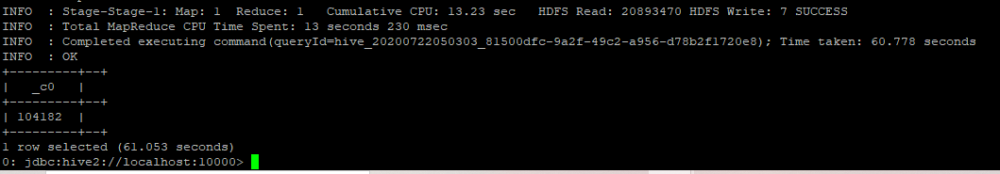 INFO  : Stage-Stage-1: Map: 1  Reduce: 1   Cumulative CPU: 13.23 sec   HDFS Read: 20893470 HDFS Write: 7 SUCCESS
INFO  : Total MapReduce CPU Time Spent: 13 seconds 230 msec
INFO  : Completed executing command(queryId=hive_20200722050303_81500dfc-9a2f-49c2-a956-d78b2f1720e8); Time taken: 60.778 seconds
INFO  : OK
+---------+--+
|   _c0   |
+---------+--+
| 104182  |
+---------+--+
1 row selected (61.053 seconds)
0: jdbc:hive2://localhost:10000>